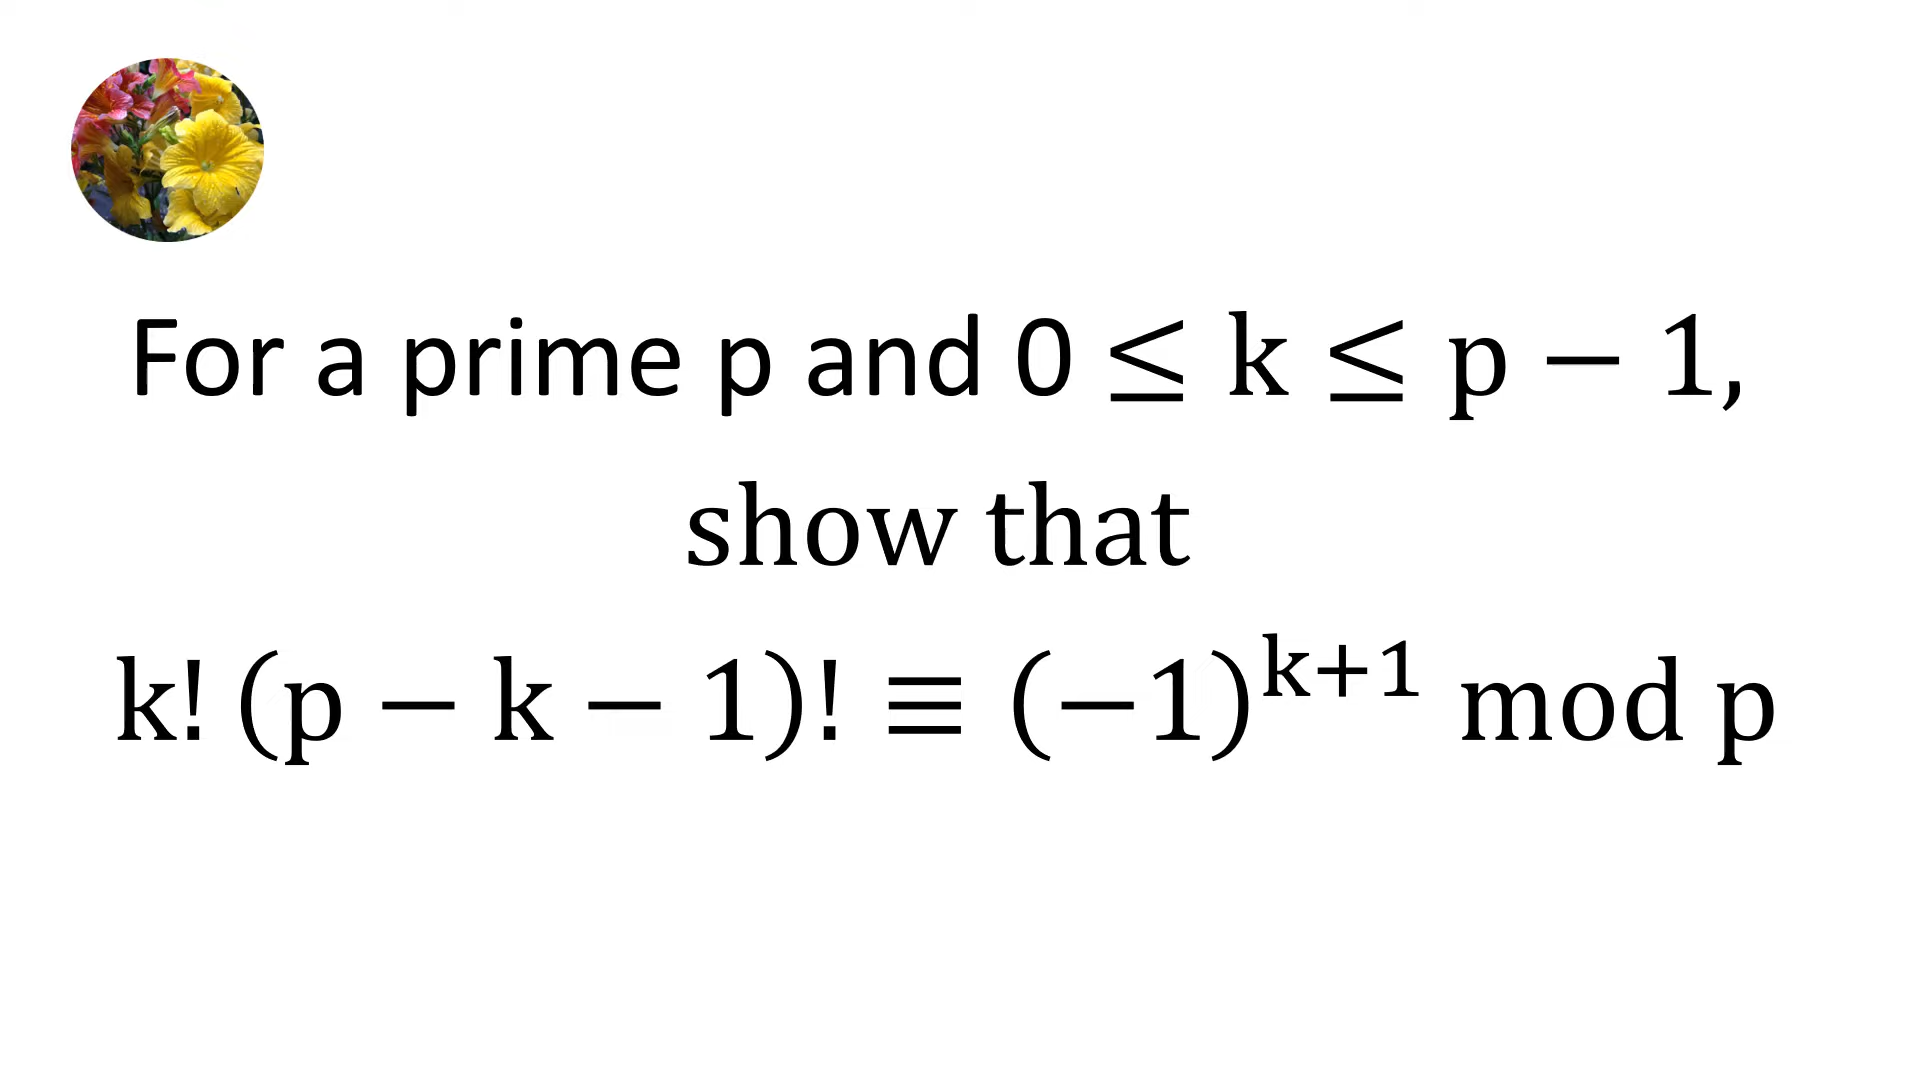 For a prime p and 0 ≤ k ≤ p − 1,
show that
k! (p − k − 1)! ≡ (−1)^{k+1} mod p